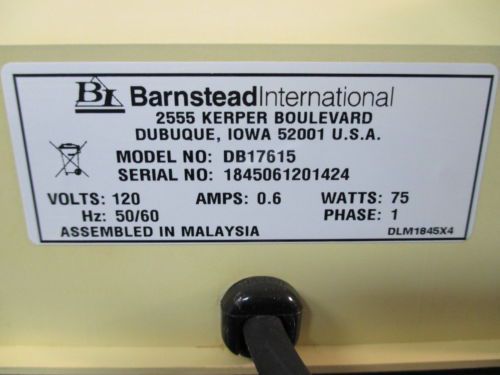 BI BarnsteadInternational
2555 KERPER BOULEVARD
DUBUQUE, IOWA 52001 U.S.A.
MODEL NO: DB17615
SERIAL NO: 1845061201424
VOLTS: 120 AMPS: 0.6 WATTS: 75
Hz: 50/60 PHASE: 1
ASSEMBLED IN MALAYSIA DLM1845X4